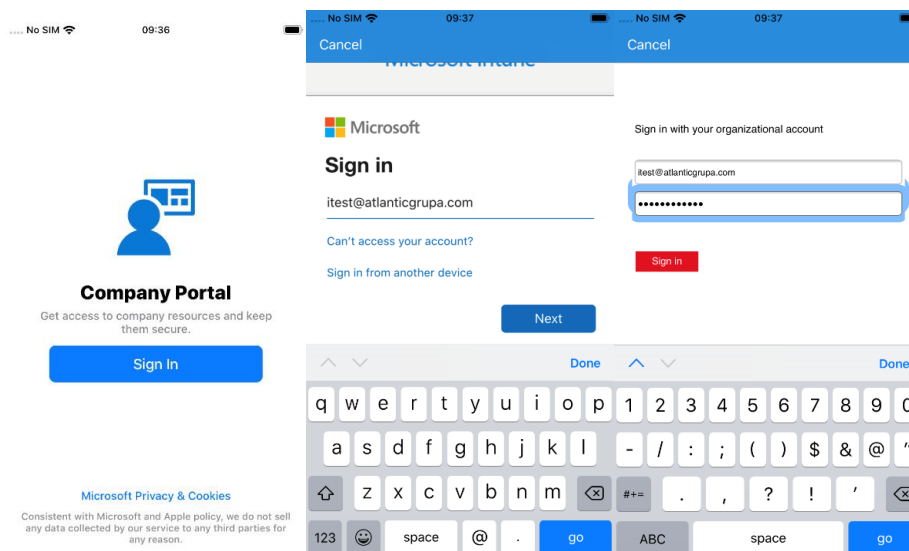 No SIM 09:36
Company Portal
Get access to company resources and keep
them secure.
Sign In
Microsoft Privacy & Cookies
Consistent with Microsoft and Apple policy, we do not sell
any data collected by our service to any third parties for
any reason.
No SIM 09:37
Cancel
Microsoft Intune
Microsoft
Sign in
itest@atlanticgrupa.com
Can't access your account?
Sign in from another device
Next
Done
q w e r t y u i o p
a s d f g h j k l
z x c v b n m
123 space @ . go
No SIM 09:37
Cancel
Sign in with your organizational account
itest@atlanticgrupa.com
••••••••••••
Sign in
Done
1 2 3 4 5 6 7 8 9 0
- / : ; ( ) $ & @ "
#+= . , ? ! '
ABC space go